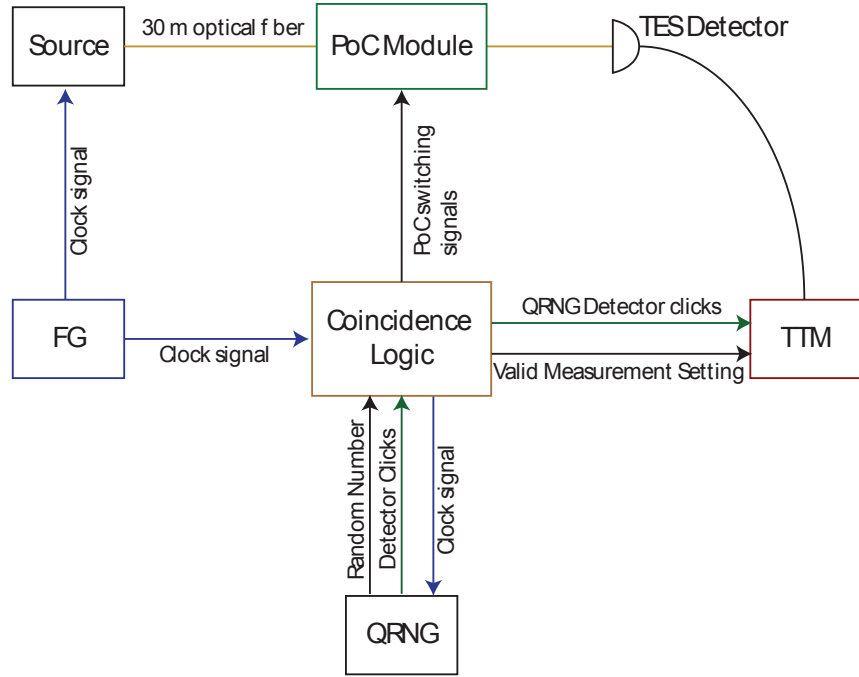 Source
30 m optical f ber
PoC Module
TES Detector
Clock signal
PoC switching
signals
FG
Clock signal
Coincidence
Logic
QRNG Detector clicks
Valid Measurement Setting
TTM
Random Number
Detector Clicks
Clock signal
QRNG